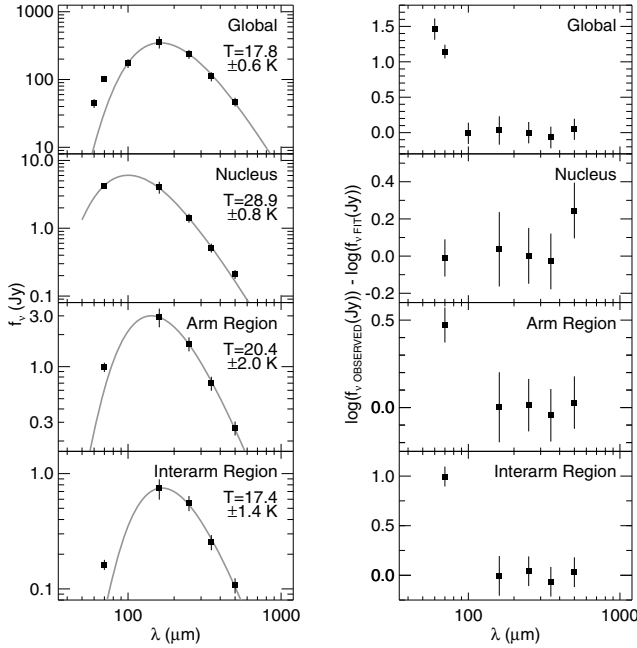 Global
T=17.8
±0.6 K
1000
100
10
Nucleus
T=28.9
±0.8 K
10.0
1.0
0.1
Arm Region
T=20.4
±2.0 K
3.0
1.0
0.3
Interarm Region
T=17.4
±1.4 K
1.0
0.1
f_ν (Jy)
100
1000
λ (μm)
Global
1.5
1.0
0.5
0.0
Nucleus
0.4
0.2
0.0
-0.2
Arm Region
0.5
0.0
Interarm Region
1.0
0.5
0.0
log(f_ν OBSERVED(Jy)) - log(f_ν FIT(Jy))
100
1000
λ (μm)